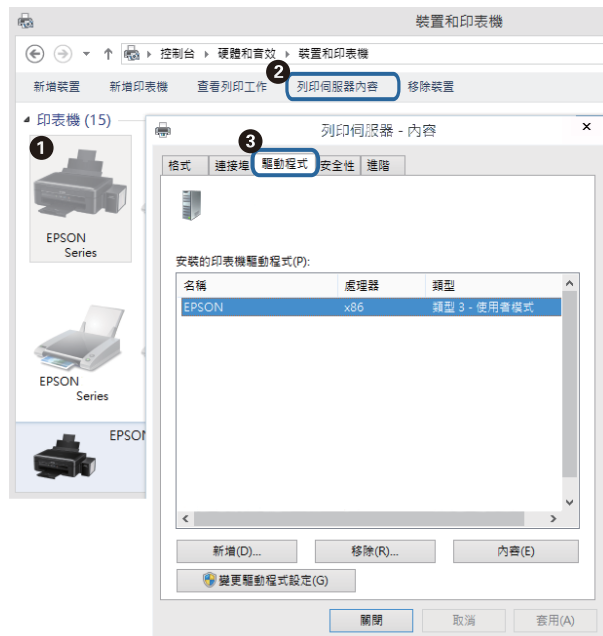 裝置和印表機
控制台 ▸ 硬體和音效 ▸ 裝置和印表機
2
新增裝置 新增印表機 查看列印工作 列印伺服器內容 移除裝置
印表機 (15)
1
EPSON
Series
EPSON
Series
EPSON
列印伺服器 - 內容
3
格式 連接埠 驅動程式 安全性 進階
安裝的印表機驅動程式(P):
名稱 處理器 類型
EPSON x86 類型 3 - 使用者模式
新增(D)... 移除(R)... 內容(E)
變更驅動程式設定(G)
關閉 取消 套用(A)